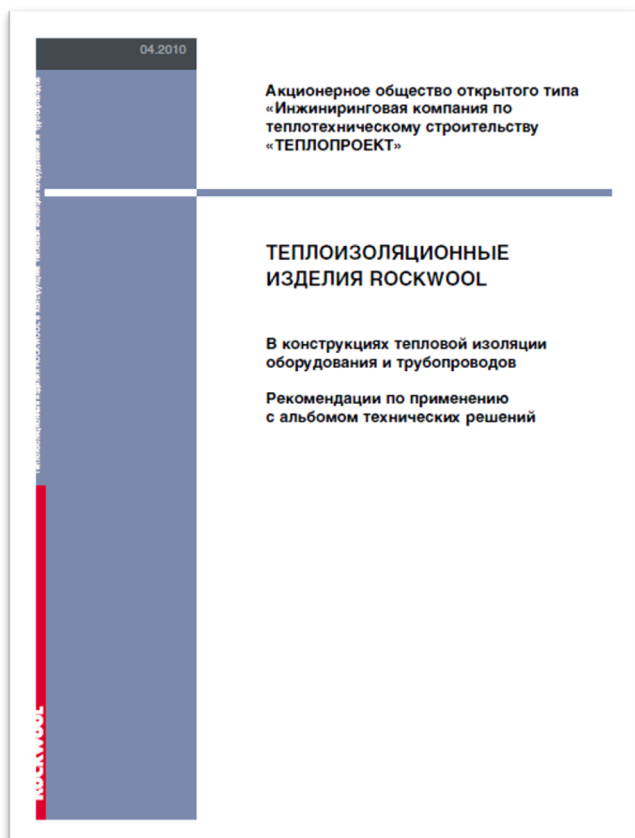 04.2010
Акционерное общество открытого типа
«Инжиниринговая компания по
теплотехническому строительству
«ТЕПЛОПРОЕКТ»
ТЕПЛОИЗОЛЯЦИОННЫЕ
ИЗДЕЛИЯ ROCKWOOL
В конструкциях тепловой изоляции
оборудования и трубопроводов
Рекомендации по применению
с альбомом технических решений
ROCKWOOL